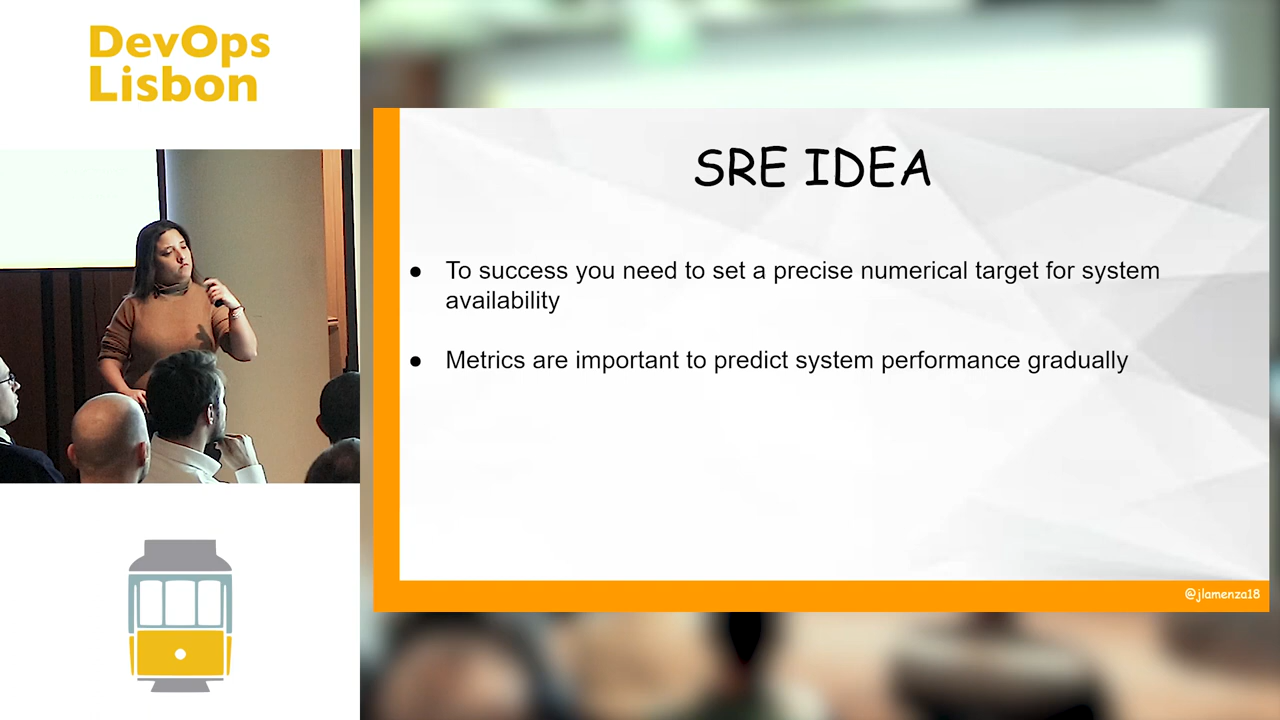 DevOps
Lisbon
SRE IDEA
● To success you need to set a precise numerical target for system
availability
● Metrics are important to predict system performance gradually
@jlamenza18